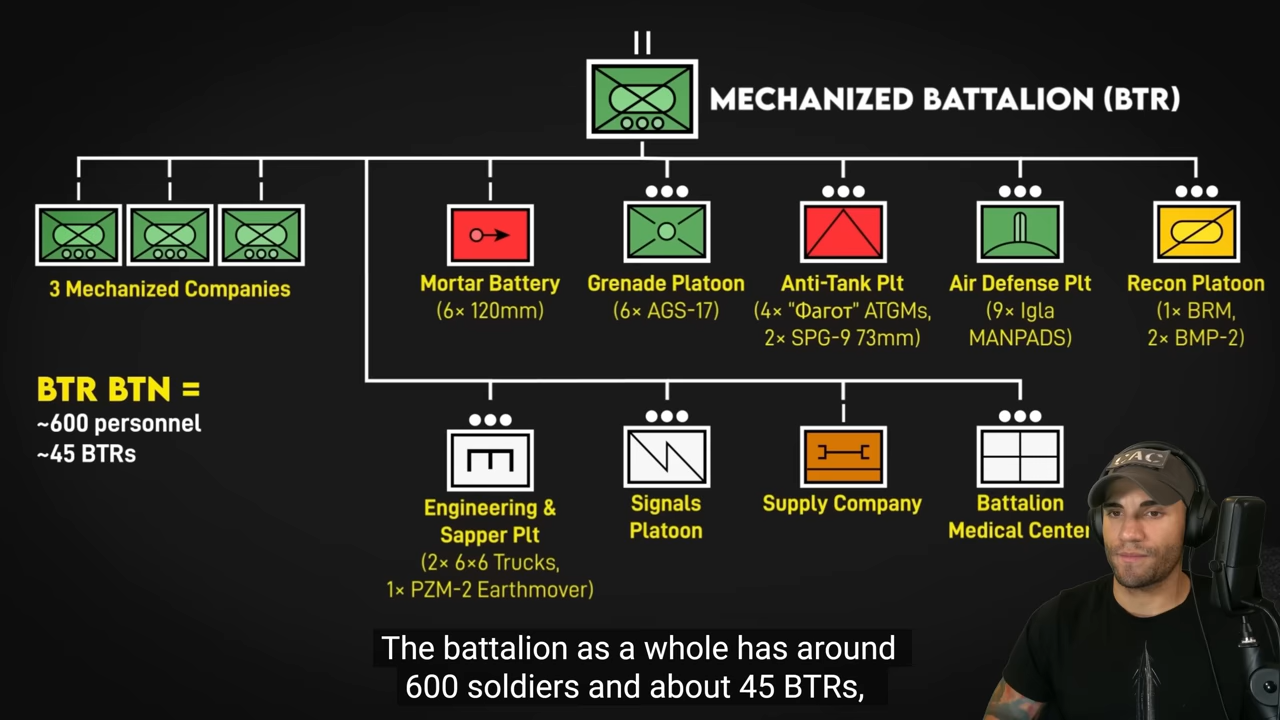 MECHANIZED BATTALION (BTR)
3 Mechanized Companies
Mortar Battery
(6× 120mm)
Grenade Platoon
(6× AGS-17)
Anti-Tank Plt
(4× "Фагот" ATGMs,
2× SPG-9 73mm)
Air Defense Plt
(9× Igla
MANPADS)
Recon Platoon
(1× BRM,
2× BMP-2)
BTR BTN =
~600 personnel
~45 BTRs
Engineering &
Sapper Plt
(2× 6×6 Trucks,
1× PZM-2 Earthmover)
Signals
Platoon
Supply Company
Battalion
Medical Center
CAC
The battalion as a whole has around
600 soldiers and about 45 BTRs,